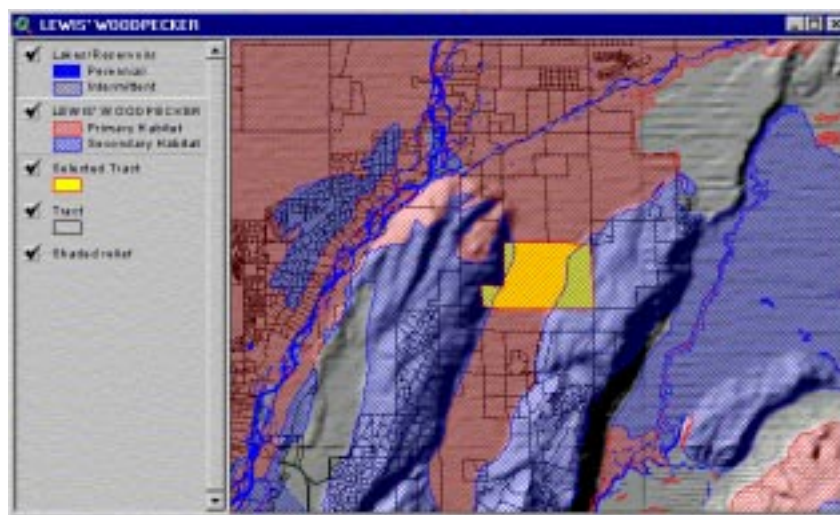 LEWIS' WOODPECKER
Lakes/Reservoirs
Perennial
Intermittent
LEWIS' WOODPECKER
Primary Habitat
Secondary Habitat
Selected Tract
Tract
Shaded relief